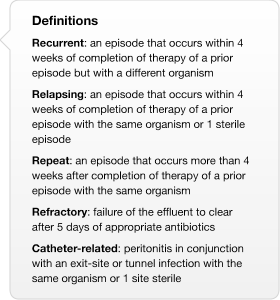 Definitions
Recurrent: an episode that occurs within 4
weeks of completion of therapy of a prior
episode but with a different organism
Relapsing: an episode that occurs within 4
weeks of completion of therapy of a prior
episode with the same organism or 1 sterile
episode
Repeat: an episode that occurs more than 4
weeks after completion of therapy of a prior
episode with the same organism
Refractory: failure of the effluent to clear
after 5 days of appropriate antibiotics
Catheter-related: peritonitis in conjunction
with an exit-site or tunnel infection with the
same organism or 1 site sterile